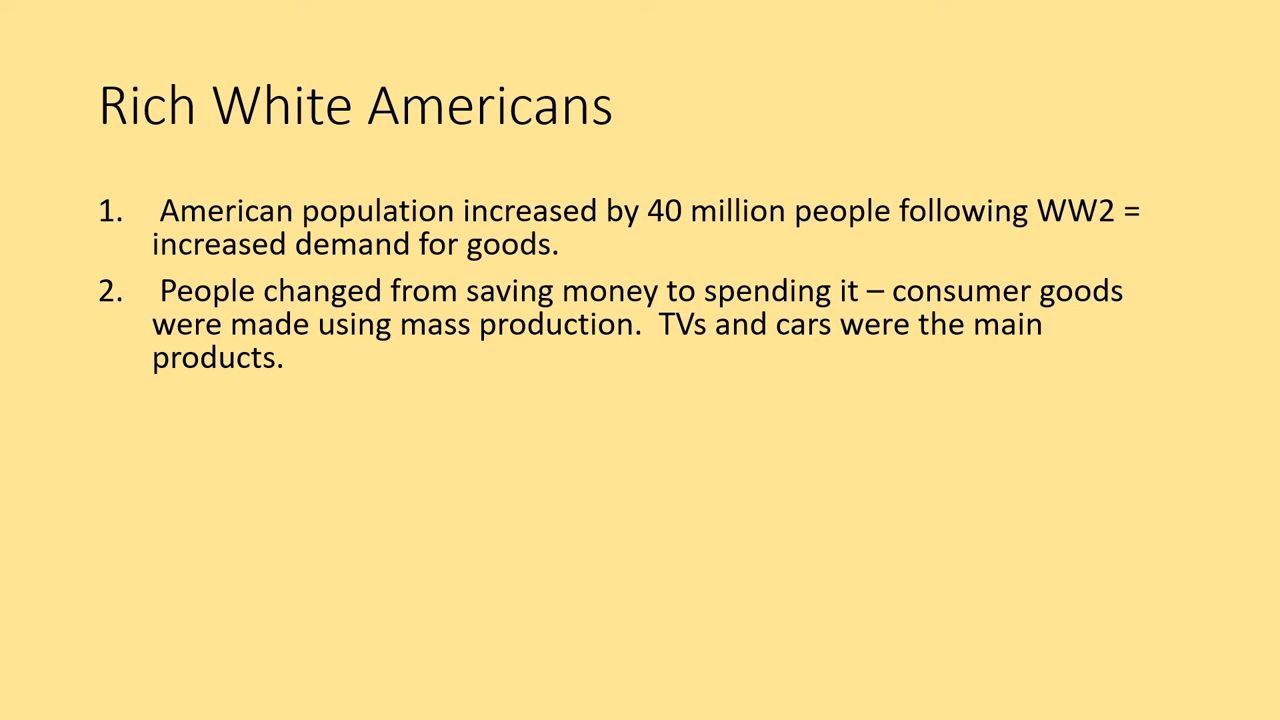 Rich White Americans
1. American population increased by 40 million people following WW2 =
increased demand for goods.
2. People changed from saving money to spending it – consumer goods
were made using mass production. TVs and cars were the main
products.